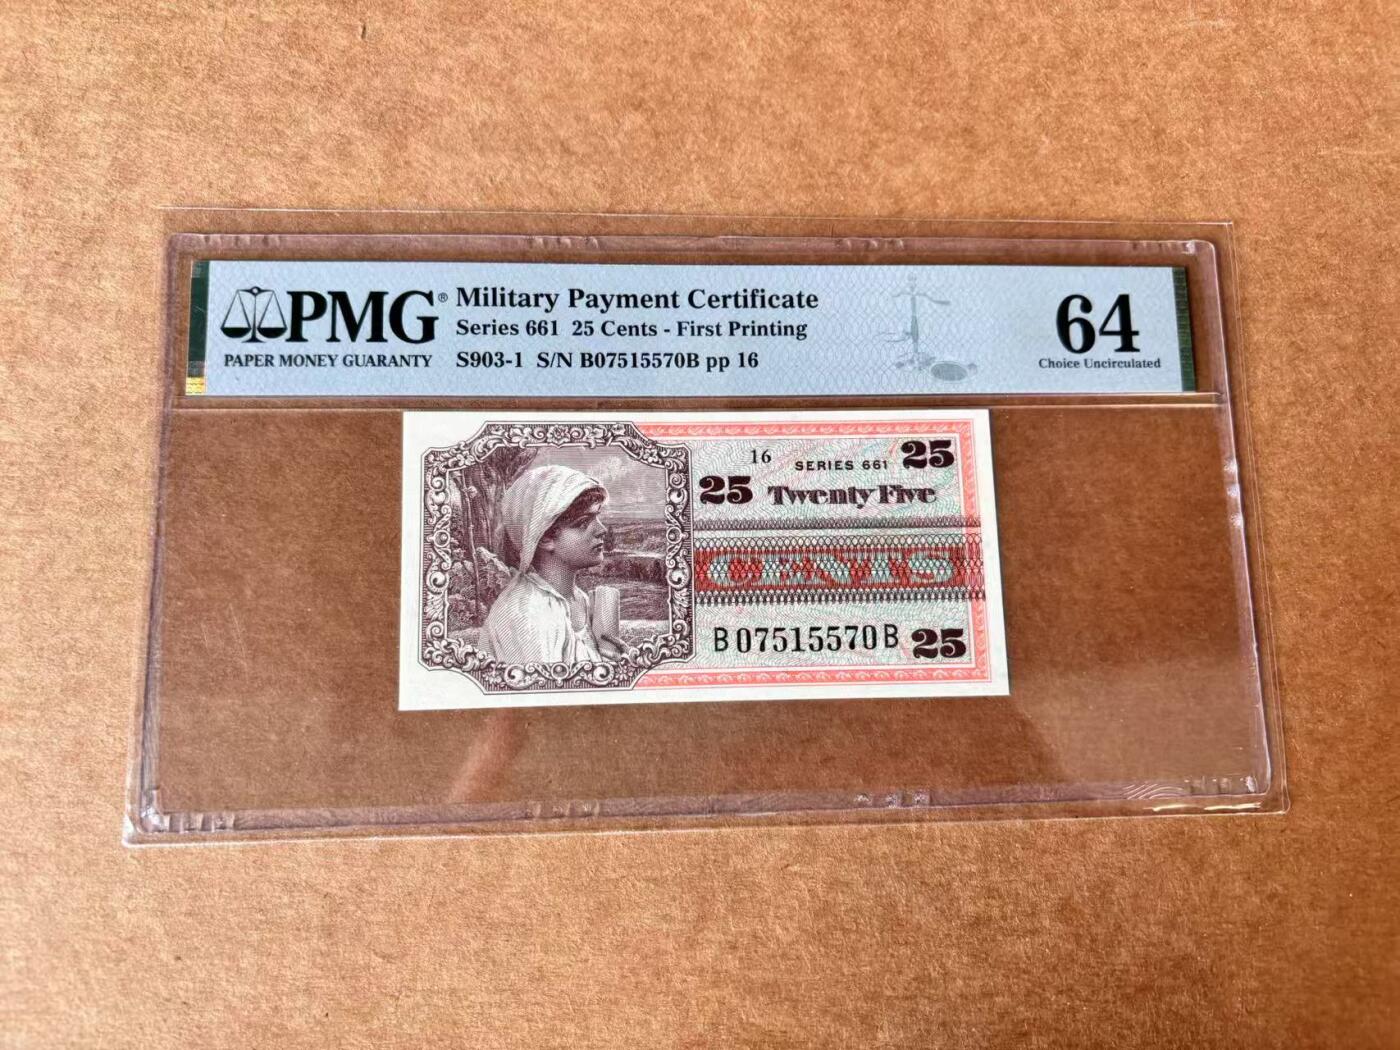 PMG®
PAPER MONEY GUARANTY
Military Payment Certificate
Series 661 25 Cents - First Printing
S903-1 S/N B07515570B pp 16
64
Choice Uncirculated
16 SERIES 661 25
25 Twenty Five
CENTS
B07515570B 25